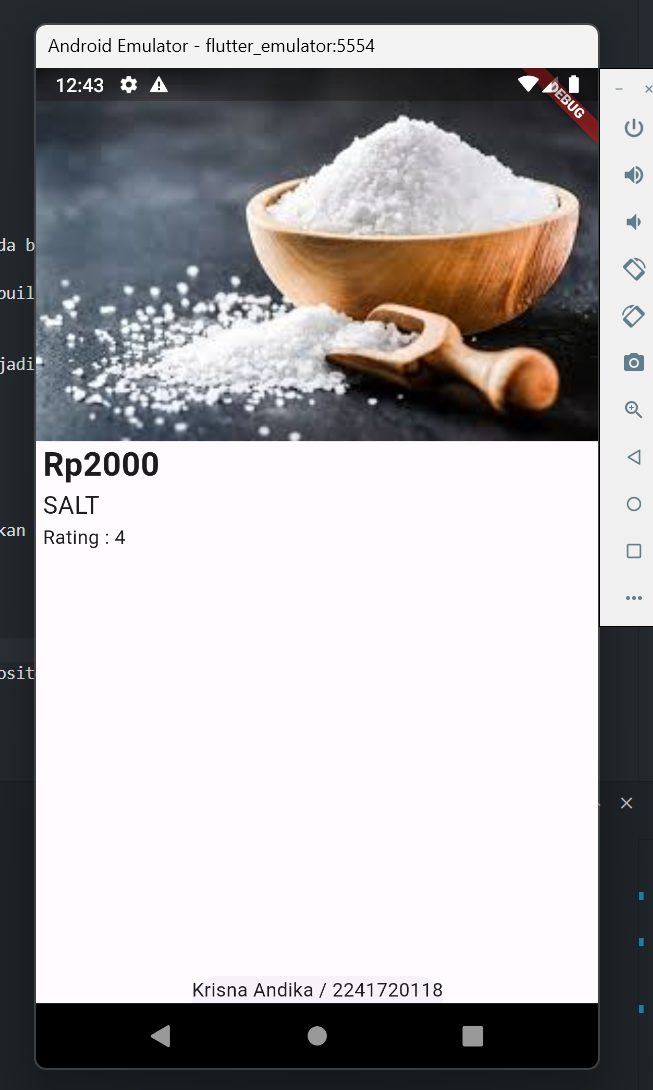 Android Emulator - flutter_emulator:5554
12:43
DEBUG
da b
buil
jadi
Rp2000
SALT
Rating : 4
kan
osit
Krisna Andika / 2241720118